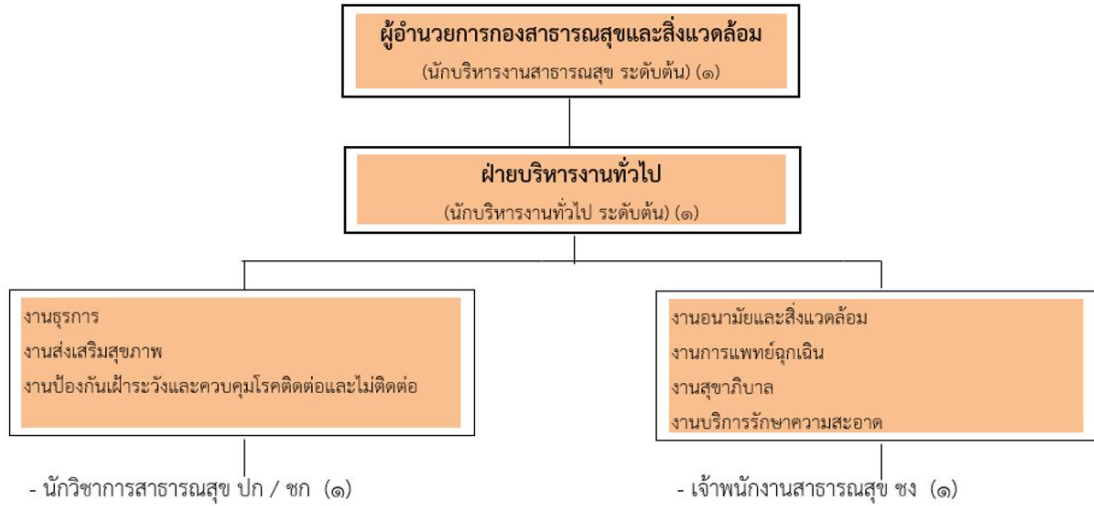 ผู้อำนวยการกองสาธารณสุขและสิ่งแวดล้อม
(นักบริหารงานสาธารณสุข ระดับต้น) (๑)
ฝ่ายบริหารงานทั่วไป
(นักบริหารงานทั่วไป ระดับต้น) (๑)
งานธุรการ
งานส่งเสริมสุขภาพ
งานป้องกันเฝ้าระวังและควบคุมโรคติดต่อและไม่ติดต่อ
- นักวิชาการสาธารณสุข ปก / ชก (๑)
งานอนามัยและสิ่งแวดล้อม
งานการแพทย์ฉุกเฉิน
งานสุขาภิบาล
งานบริการรักษาความสะอาด
- เจ้าพนักงานสาธารณสุข ชง (๑)